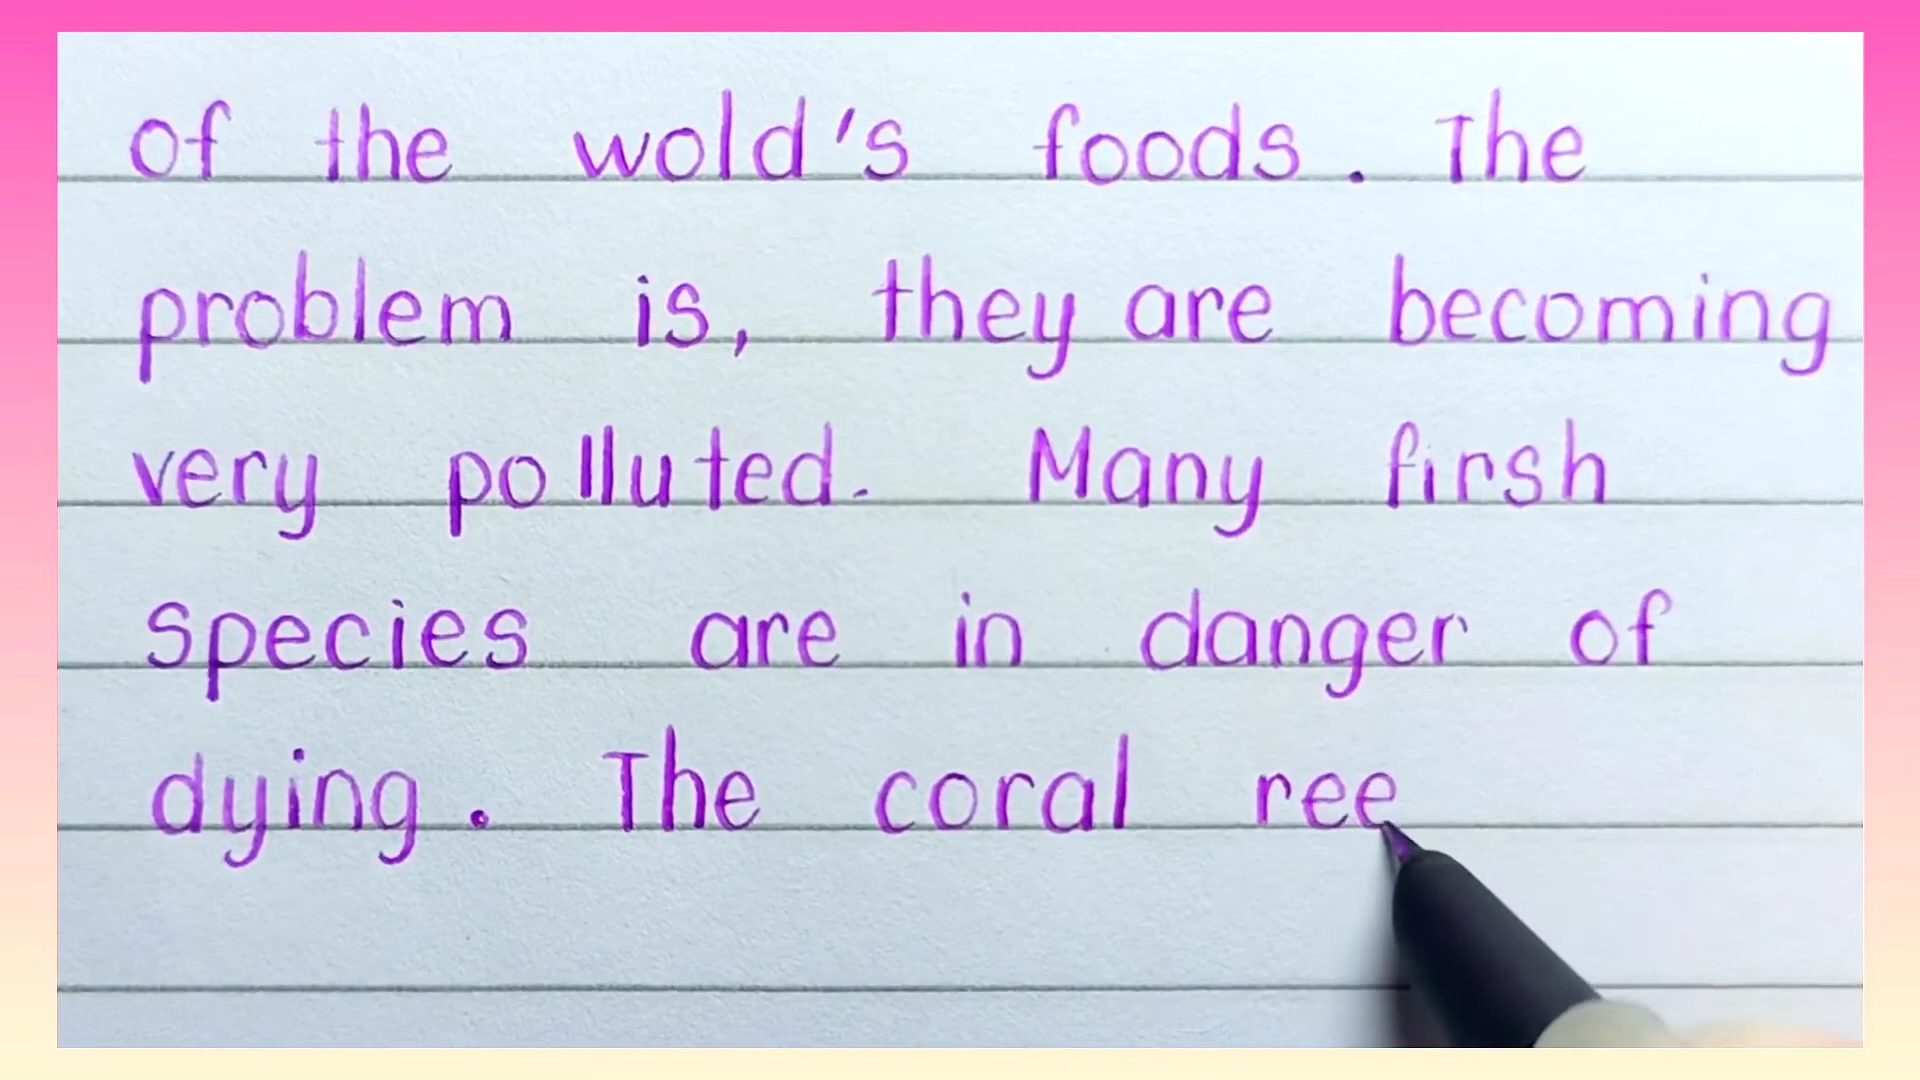 of the wold's foods. The
problem is, they are becoming
very polluted. Many firsh
species are in danger of
dying. The coral ree